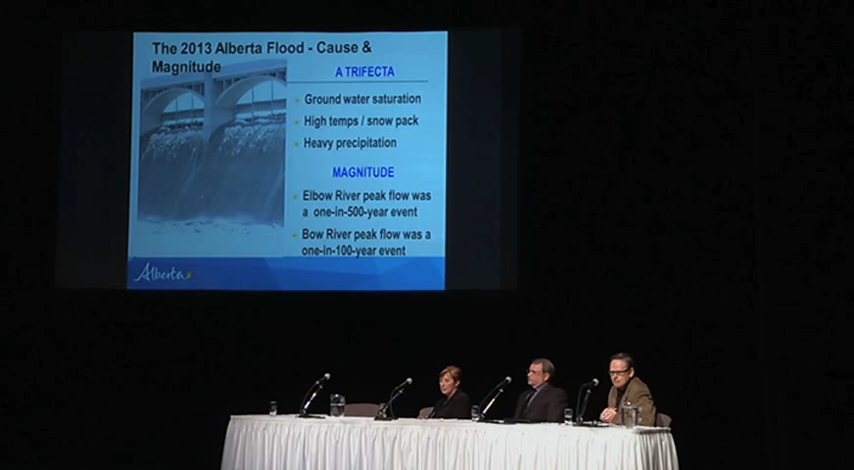 The 2013 Alberta Flood - Cause &
Magnitude
A TRIFECTA
Ground water saturation
High temps / snow pack
Heavy precipitation
MAGNITUDE
Elbow River peak flow was
a one-in-500-year event
Bow River peak flow was a
one-in-100-year event
Alberta